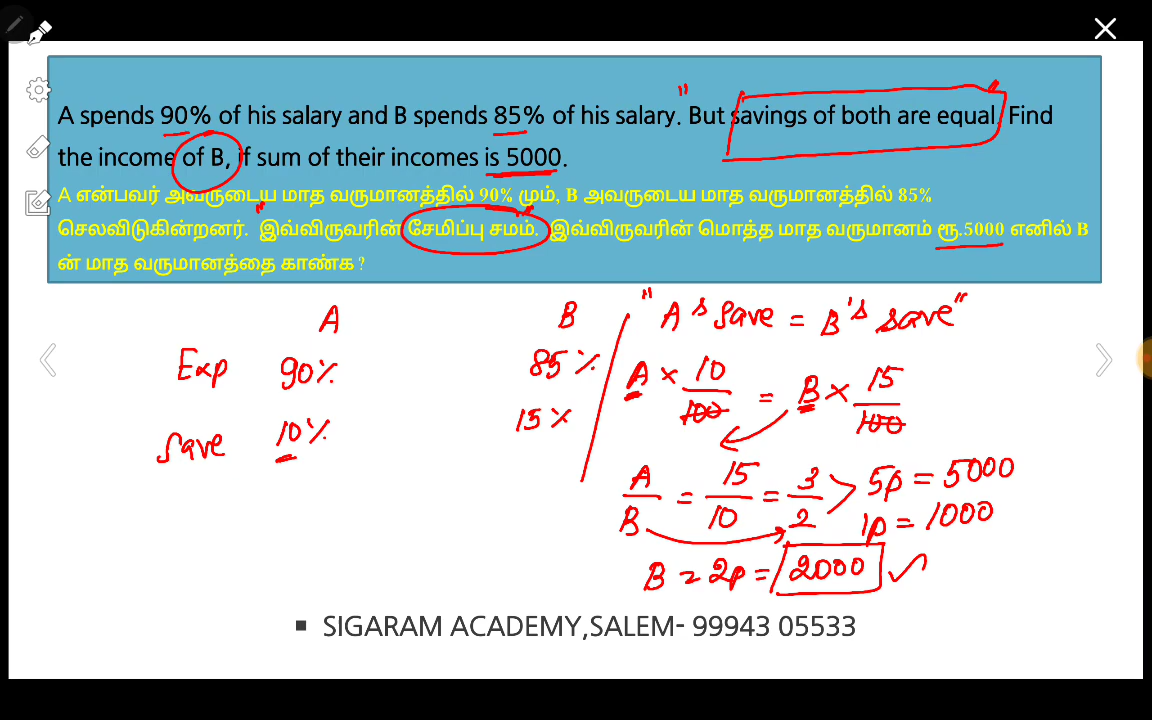 A spends 90% of his salary and B spends 85% of his salary. But savings of both are equal. Find
the income of B, if sum of their incomes is 5000.
A என்பவர் அவருடைய மாத வருமானத்தில் 90% மும், B அவருடைய மாத வருமானத்தில் 85%
செலவிடுகின்றனர். இவ்விருவரின் சேமிப்பு சமம். இவ்விருவரின் மொத்த மாத வருமானம் ரூ.5000 எனில் B
ன் மாத வருமானத்தை காண்க ?
A B "A's save = B's save"
Exp 90% 85%
A × 10/100 = B × 15/100
save 10% 15%
A/B = 15/10 = 3/2 > 5p = 5000
1p = 1000
B = 2p = 2000 ✓
▪ SIGARAM ACADEMY,SALEM- 99943 05533